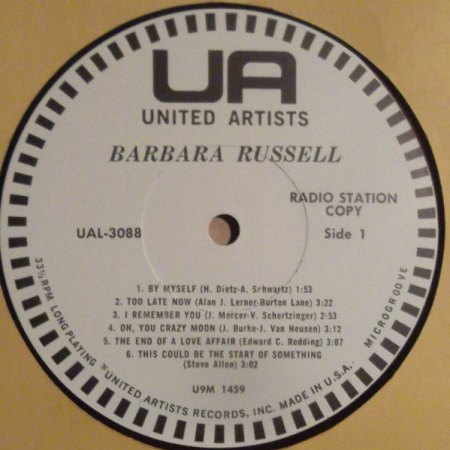 UA
UNITED ARTISTS
BARBARA RUSSELL
RADIO STATION
COPY
UAL-3088
Side 1
1. BY MYSELF (H. Dietz-A. Schwartz) 1:53
2. TOO LATE NOW (Alan J. Lerner-Burton Lane) 3:22
3. I REMEMBER YOU (J. Mercer-V. Schertzinger) 2:53
4. OH, YOU CRAZY MOON (J. Burke-J. Van Heusen) 3:12
5. THE END OF A LOVE AFFAIR (Edward C. Redding) 3:07
6. THIS COULD BE THE START OF SOMETHING
(Steve Allen) 3:02
U9M 1459
33⅓ RPM LONG PLAYING ®UNITED ARTISTS RECORDS, INC. MADE IN U.S.A. MICROGROOVE